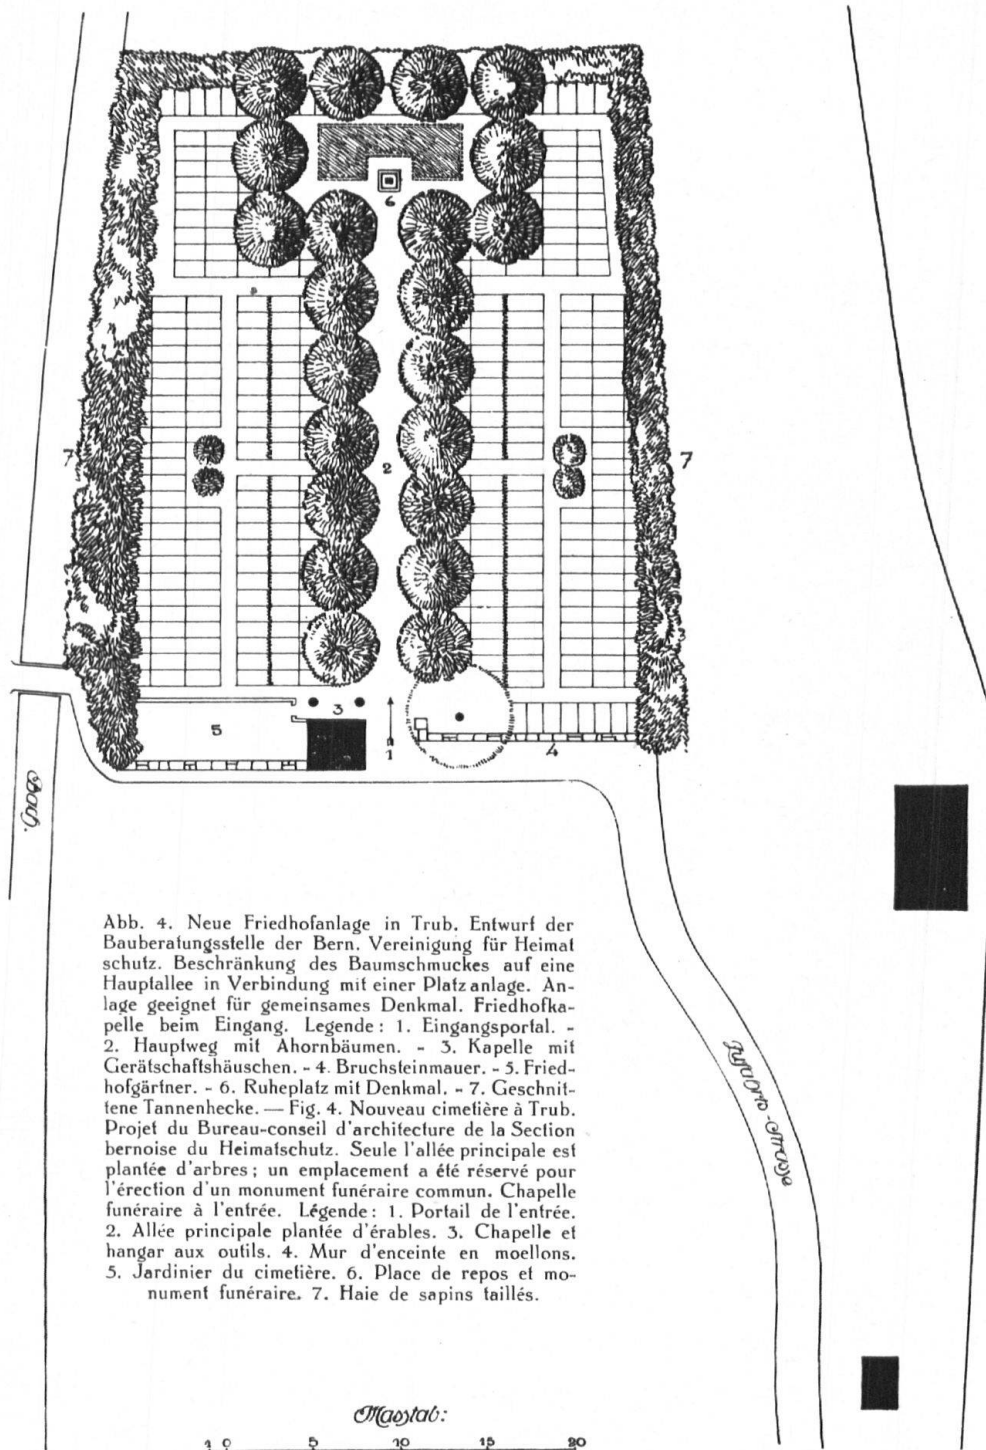 6
7
2
7
3
5
1
4
Bach.
Abb. 4. Neue Friedhofanlage in Trub. Entwurf der
Bauberatungsstelle der Bern. Vereinigung für Heimat
schutz. Beschränkung des Baumschmuckes auf eine
Hauptallee in Verbindung mit einer Platzanlage. An-
lage geeignet für gemeinsames Denkmal. Friedhofka-
pelle beim Eingang. Legende: 1. Eingangsportal. -
2. Hauptweg mit Ahornbäumen. - 3. Kapelle mit
Gerätschaftshäuschen. - 4. Bruchsteinmauer. - 5. Fried-
hofgärtner. - 6. Ruheplatz mit Denkmal. - 7. Geschnit-
tene Tannenhecke. — Fig. 4. Nouveau cimetière à Trub.
Projet du Bureau-conseil d'architecture de la Section
bernoise du Heimatschutz. Seule l'allée principale est
plantée d'arbres; un emplacement a été réservé pour
l'érection d'un monument funéraire commun. Chapelle
funéraire à l'entrée. Légende: 1. Portail de l'entrée.
2. Allée principale plantée d'érables. 3. Chapelle et
hangar aux outils. 4. Mur d'enceinte en moellons.
5. Jardinier du cimetière. 6. Place de repos et mo-
nument funéraire. 7. Haie de sapins taillés.
Zufahrts-Strasse
Masstab:
1 0 5 10 15 20